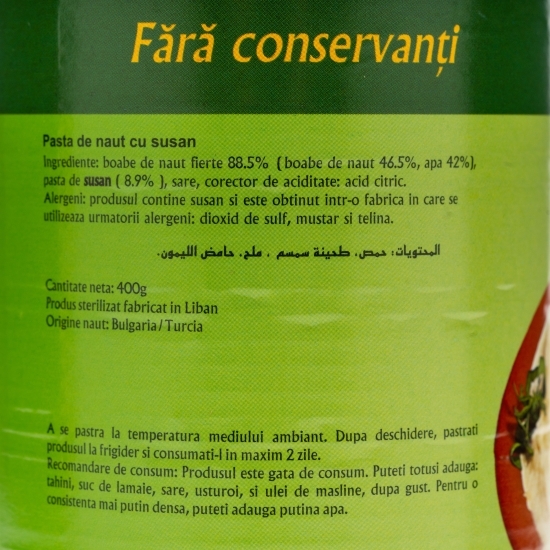 Fără conservanți
Pasta de naut cu susan
Ingrediente: boabe de naut fierte 88.5% ( boabe de naut 46.5%, apa 42%),
pasta de susan ( 8.9% ), sare, corector de aciditate: acid citric.
Alergeni: produsul contine susan si este obtinut intr-o fabrica in care se
utilizeaza urmatorii alergeni: dioxid de sulf, mustar si telina.
المحتويات: حمص، طحينة سمسم ، ملح، حامض الليمون.
Cantitate neta: 400g
Produs sterilizat fabricat in Liban
Origine naut: Bulgaria/Turcia
A se pastra la temperatura mediului ambiant. Dupa deschidere, pastrati
produsul la frigider si consumati-l in maxim 2 zile.
Recomandare de consum: Produsul este gata de consum. Puteti totusi adauga:
tahini, suc de lamaie, sare, usturoi, si ulei de masline, dupa gust. Pentru o
consistenta mai putin densa, puteti adauga putina apa.